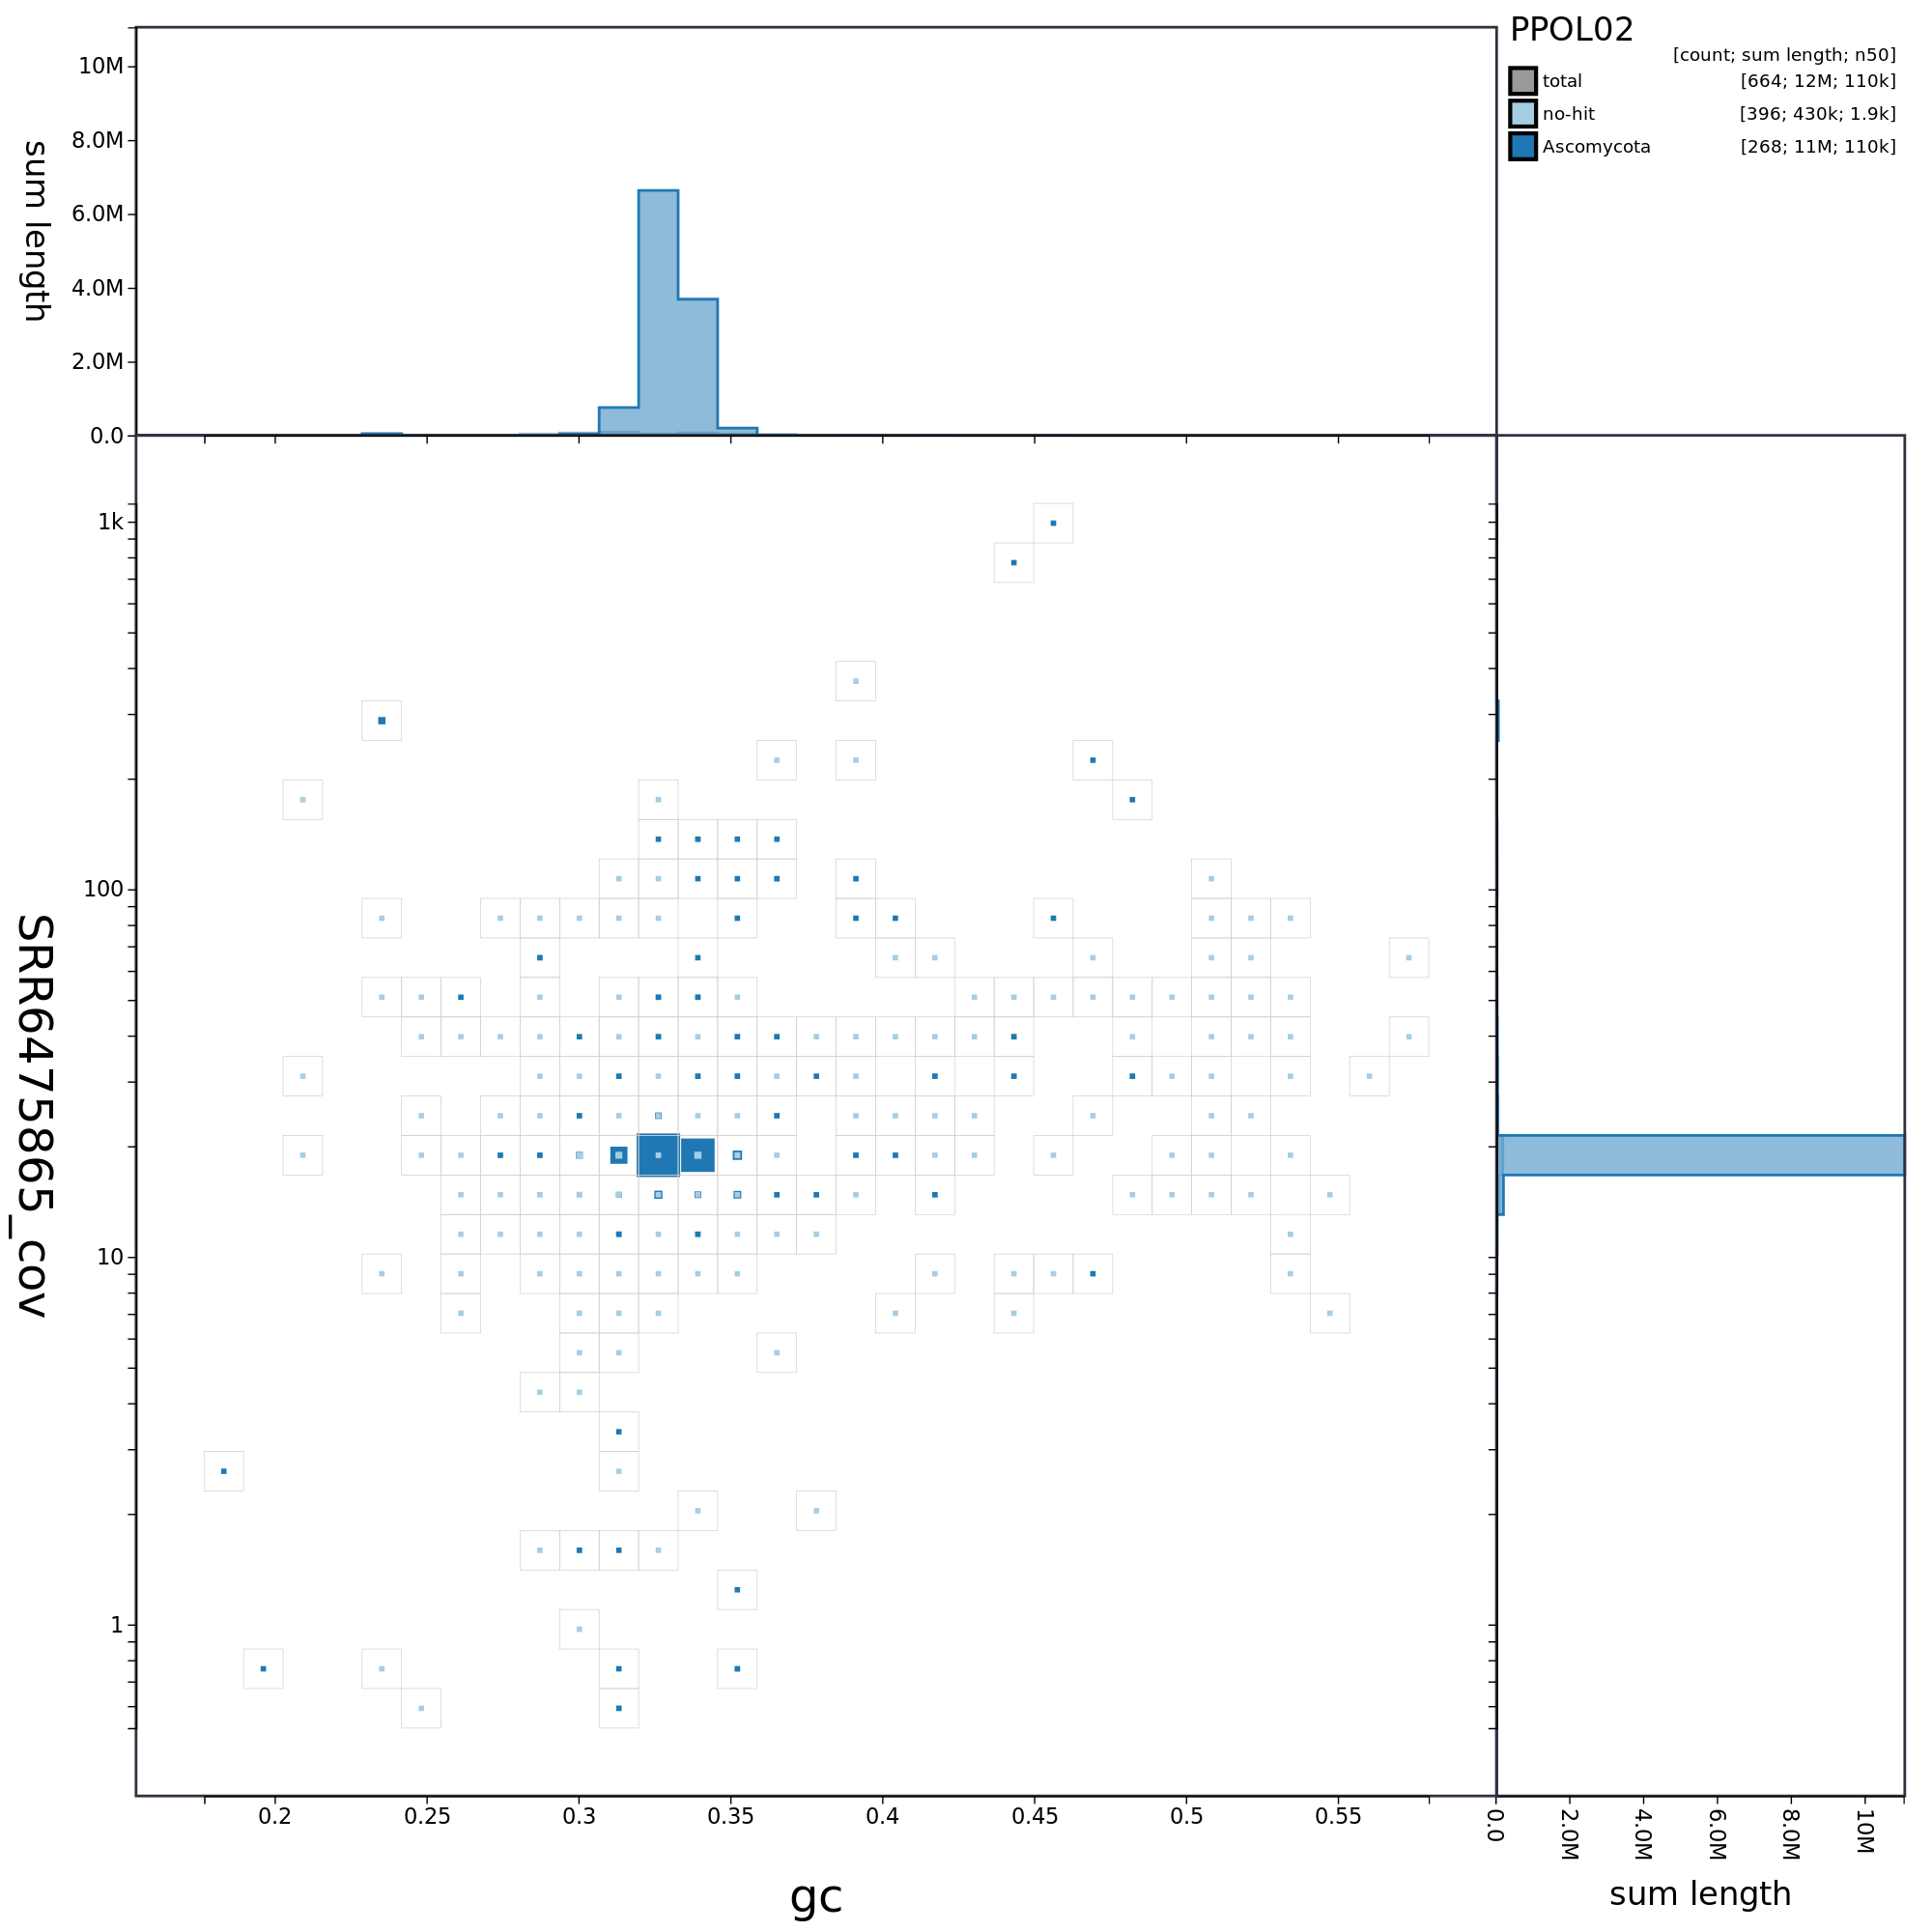 PPOL02
[count; sum length; n50]
total [664; 12M; 110k]
no-hit [396; 430k; 1.9k]
Ascomycota [268; 11M; 110k]
sum length
10M
8.0M
6.0M
4.0M
2.0M
0.0
SRR6475865_cov
1k
100
10
1
0.2 0.25 0.3 0.35 0.4 0.45 0.5 0.55
gc
0.0 2.0M 4.0M 6.0M 8.0M 10M
sum length